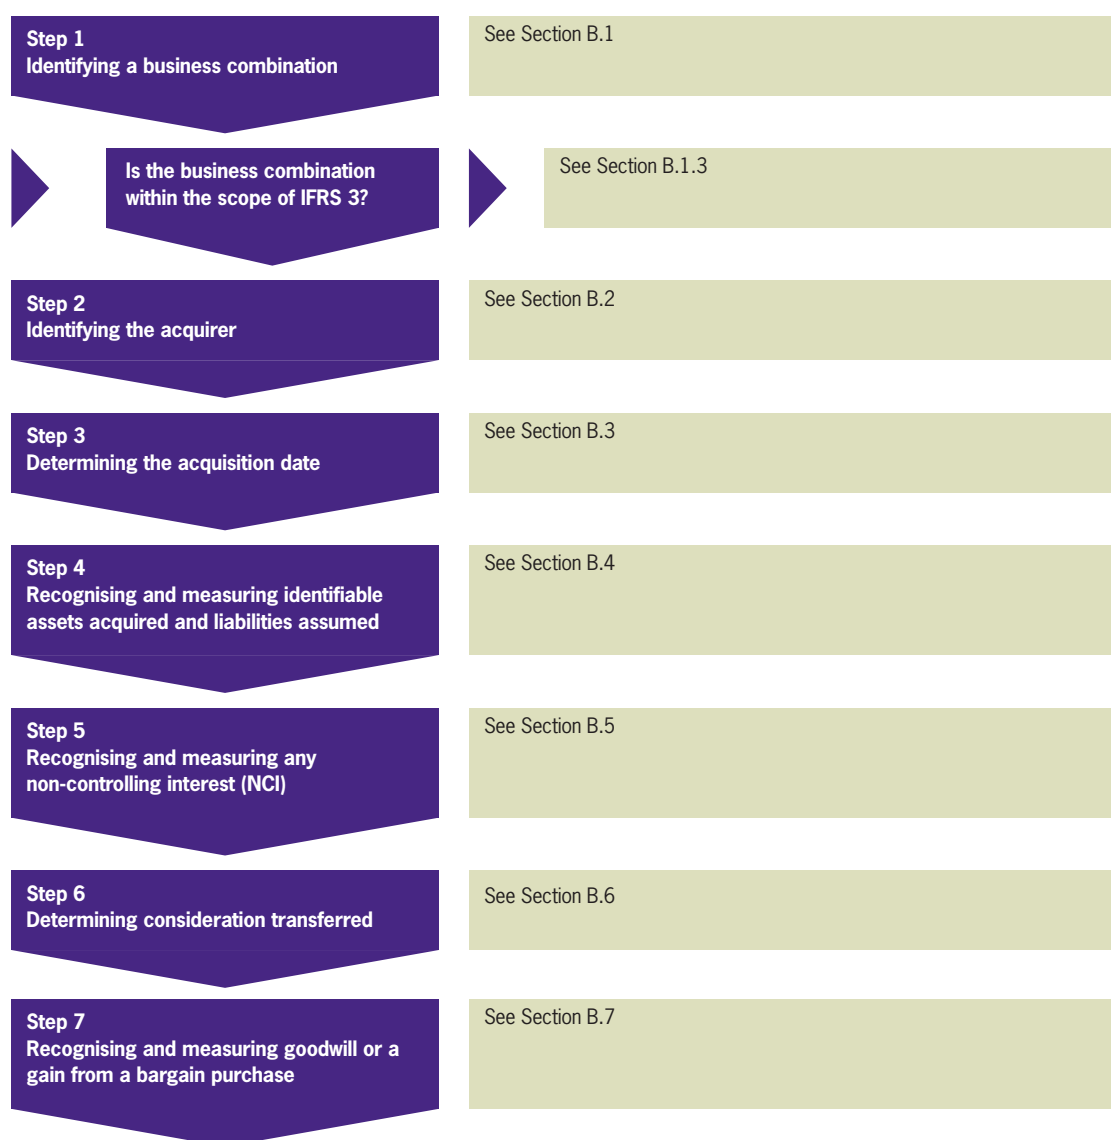 Step 1
Identifying a business combination
See Section B.1
Is the business combination
within the scope of IFRS 3?
See Section B.1.3
Step 2
Identifying the acquirer
See Section B.2
Step 3
Determining the acquisition date
See Section B.3
Step 4
Recognising and measuring identifiable
assets acquired and liabilities assumed
See Section B.4
Step 5
Recognising and measuring any
non-controlling interest (NCI)
See Section B.5
Step 6
Determining consideration transferred
See Section B.6
Step 7
Recognising and measuring goodwill or a
gain from a bargain purchase
See Section B.7